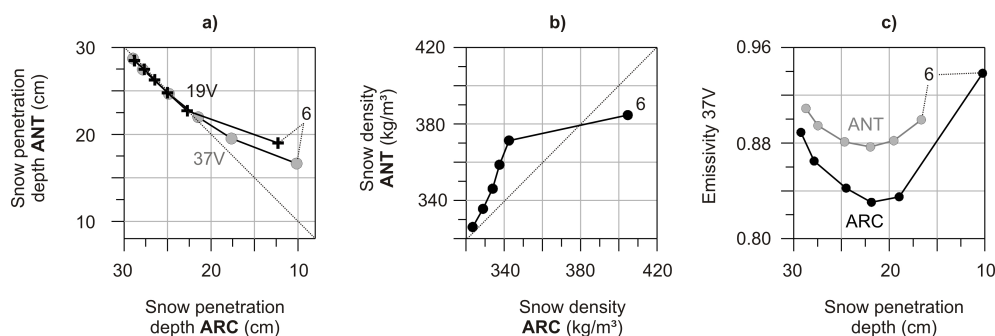 a)
30
20
10
30
20
10
19V
37V
6
Snow penetration
depth ANT (cm)
Snow penetration
depth ARC (cm)
b)
420
380
340
340
380
420
6
Snow density
ANT (kg/m³)
Snow density
ARC (kg/m³)
c)
0.96
0.88
0.80
30
20
10
6
ANT
ARC
Emissivity 37V
Snow penetration
depth (cm)